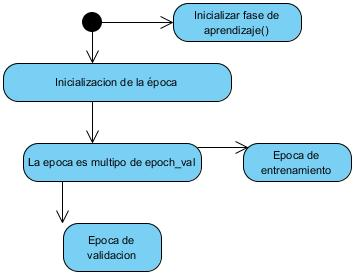 Inicializar fase de
aprendizaje()
Inicializacion de la época
La epoca es multipo de epoch_val
Epoca de
entrenamiento
Epoca de
validacion